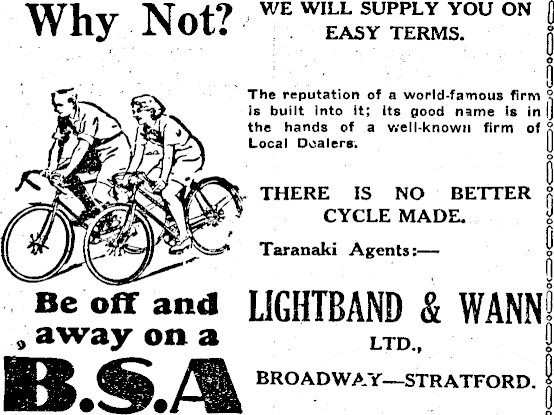 Why Not?
Be off and
away on a
B.S.A
WE WILL SUPPLY YOU ON
EASY TERMS.
The reputation of a world-famous firm
is built into it; its good name is in
the hands of a well-known firm of
Local Dealers.
THERE IS NO BETTER
CYCLE MADE.
Taranaki Agents:—
LIGHTBAND & WANN
LTD.,
BROADWAY—STRATFORD.